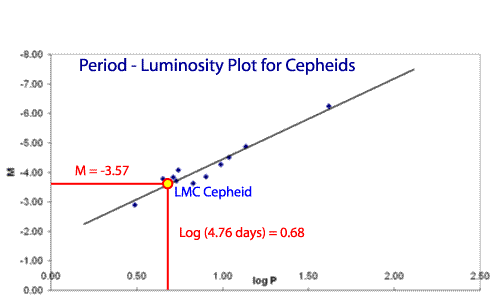 -8.00
Period - Luminosity Plot for Cepheids
-7.00
-6.00
-5.00
M = -3.57
-4.00
M
LMC Cepheid
-3.00
-2.00
Log (4.76 days) = 0.68
-1.00
0.00
0.00 0.50 1.00 1.50 2.00 2.50
log P